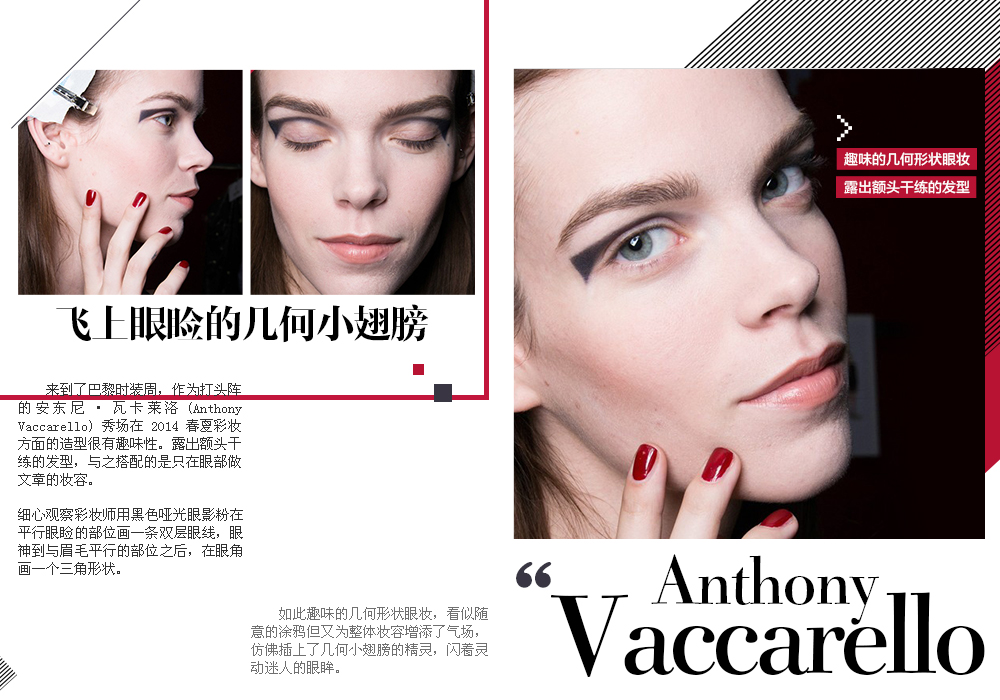 飞上眼睑的几何小翅膀
来到了巴黎时装周，作为打头阵
的安东尼·瓦卡莱洛（Anthony
Vaccarello）秀场在 2014 春夏彩妆
方面的造型很有趣味性。露出额头干
练的发型，与之搭配的是只在眼部做
文章的妆容。
细心观察彩妆师用黑色哑光眼影粉在
平行眼睑的部位画一条双层眼线，眼
神到与眉毛平行的部位之后，在眼角
画一个三角形状。
如此趣味的几何形状眼妆，看似随
意的涂鸦但又为整体妆容增添了气场，
仿佛插上了几何小翅膀的精灵，闪着灵
动迷人的眼眸。
趣味的几何形状眼妆
露出额头干练的发型
“Anthony
Vaccarello